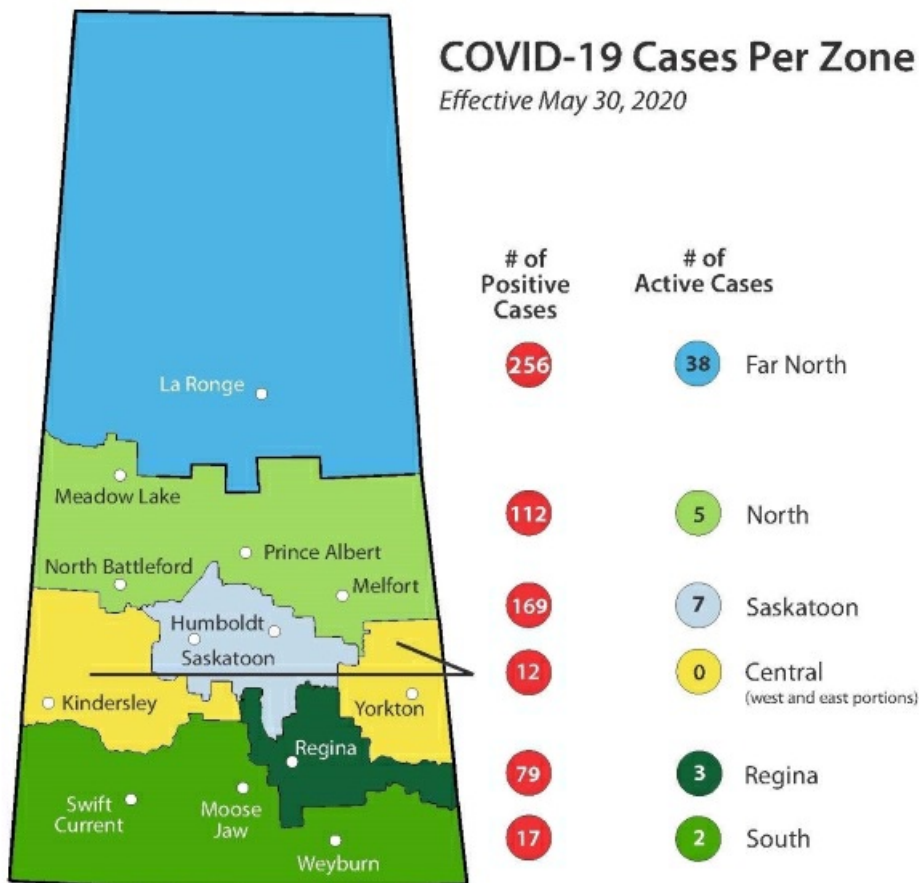 COVID-19 Cases Per Zone
Effective May 30, 2020
# of
Positive
Cases
# of
Active Cases
256
38
Far North
112
5
North
169
7
Saskatoon
12
0
Central
(west and east portions)
79
3
Regina
17
2
South
La Ronge
Meadow Lake
Prince Albert
North Battleford
Melfort
Humboldt
Saskatoon
Kindersley
Yorkton
Regina
Swift
Current
Moose
Jaw
Weyburn